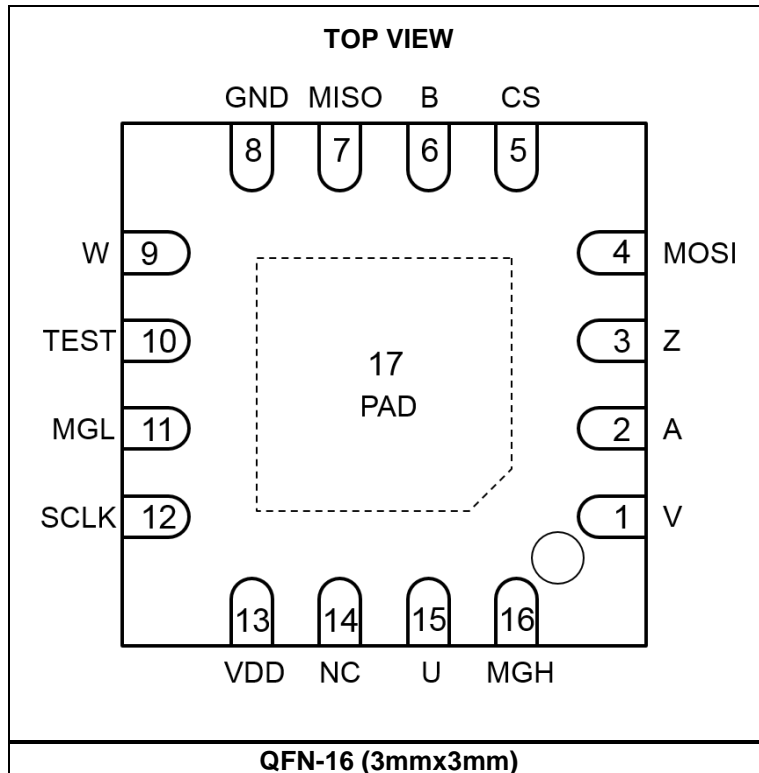 TOP VIEW
GND MISO B CS
8 7 6 5
W 9 4 MOSI
TEST 10 3 Z
17
PAD
MGL 11 2 A
SCLK 12 1 V
13 14 15 16
VDD NC U MGH
QFN-16 (3mmx3mm)